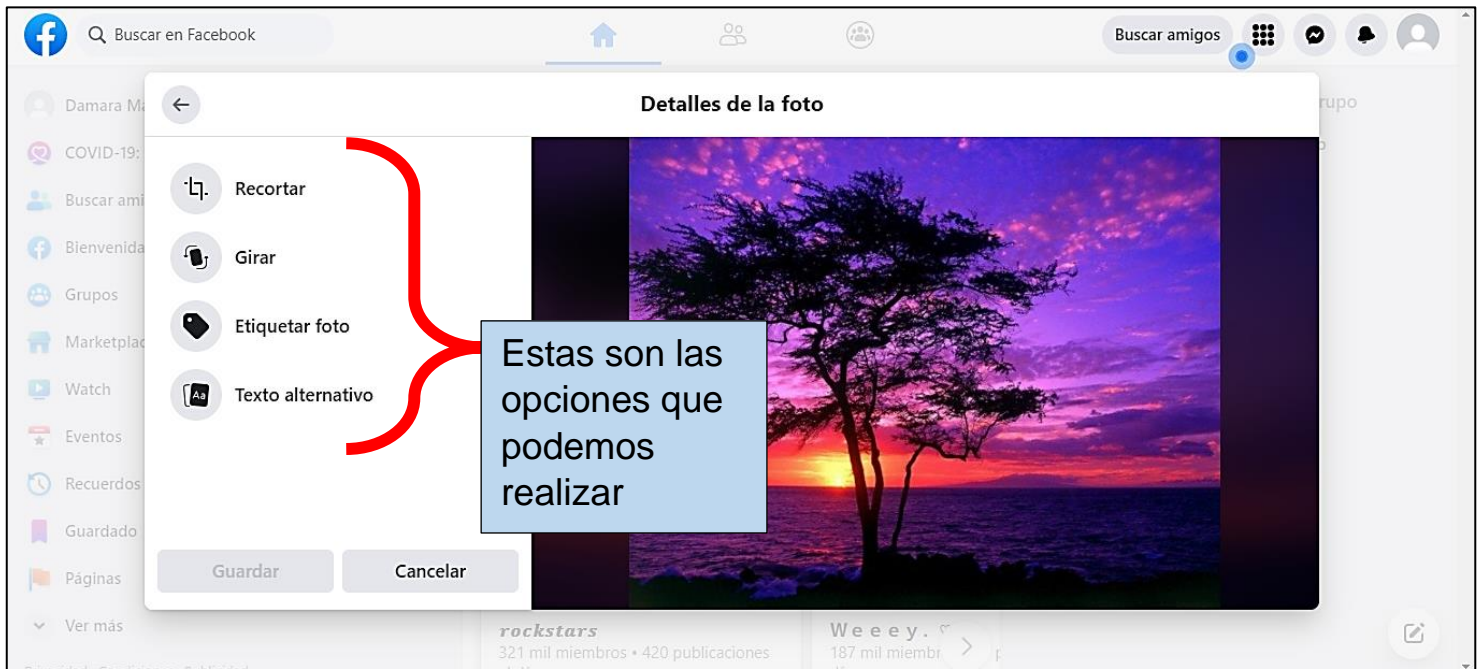 Buscar en Facebook
Buscar amigos
Detalles de la foto
Damara Ma
COVID-19:
Buscar ami
Bienvenida
Grupos
Marketplac
Watch
Eventos
Recuerdos
Guardado
Páginas
Ver más
Recortar
Girar
Etiquetar foto
Aa
Texto alternativo
Estas son las
opciones que
podemos
realizar
Guardar
Cancelar
rupo
rockstars
321 mil miembros • 420 publicaciones
Weeey.
187 mil miembr